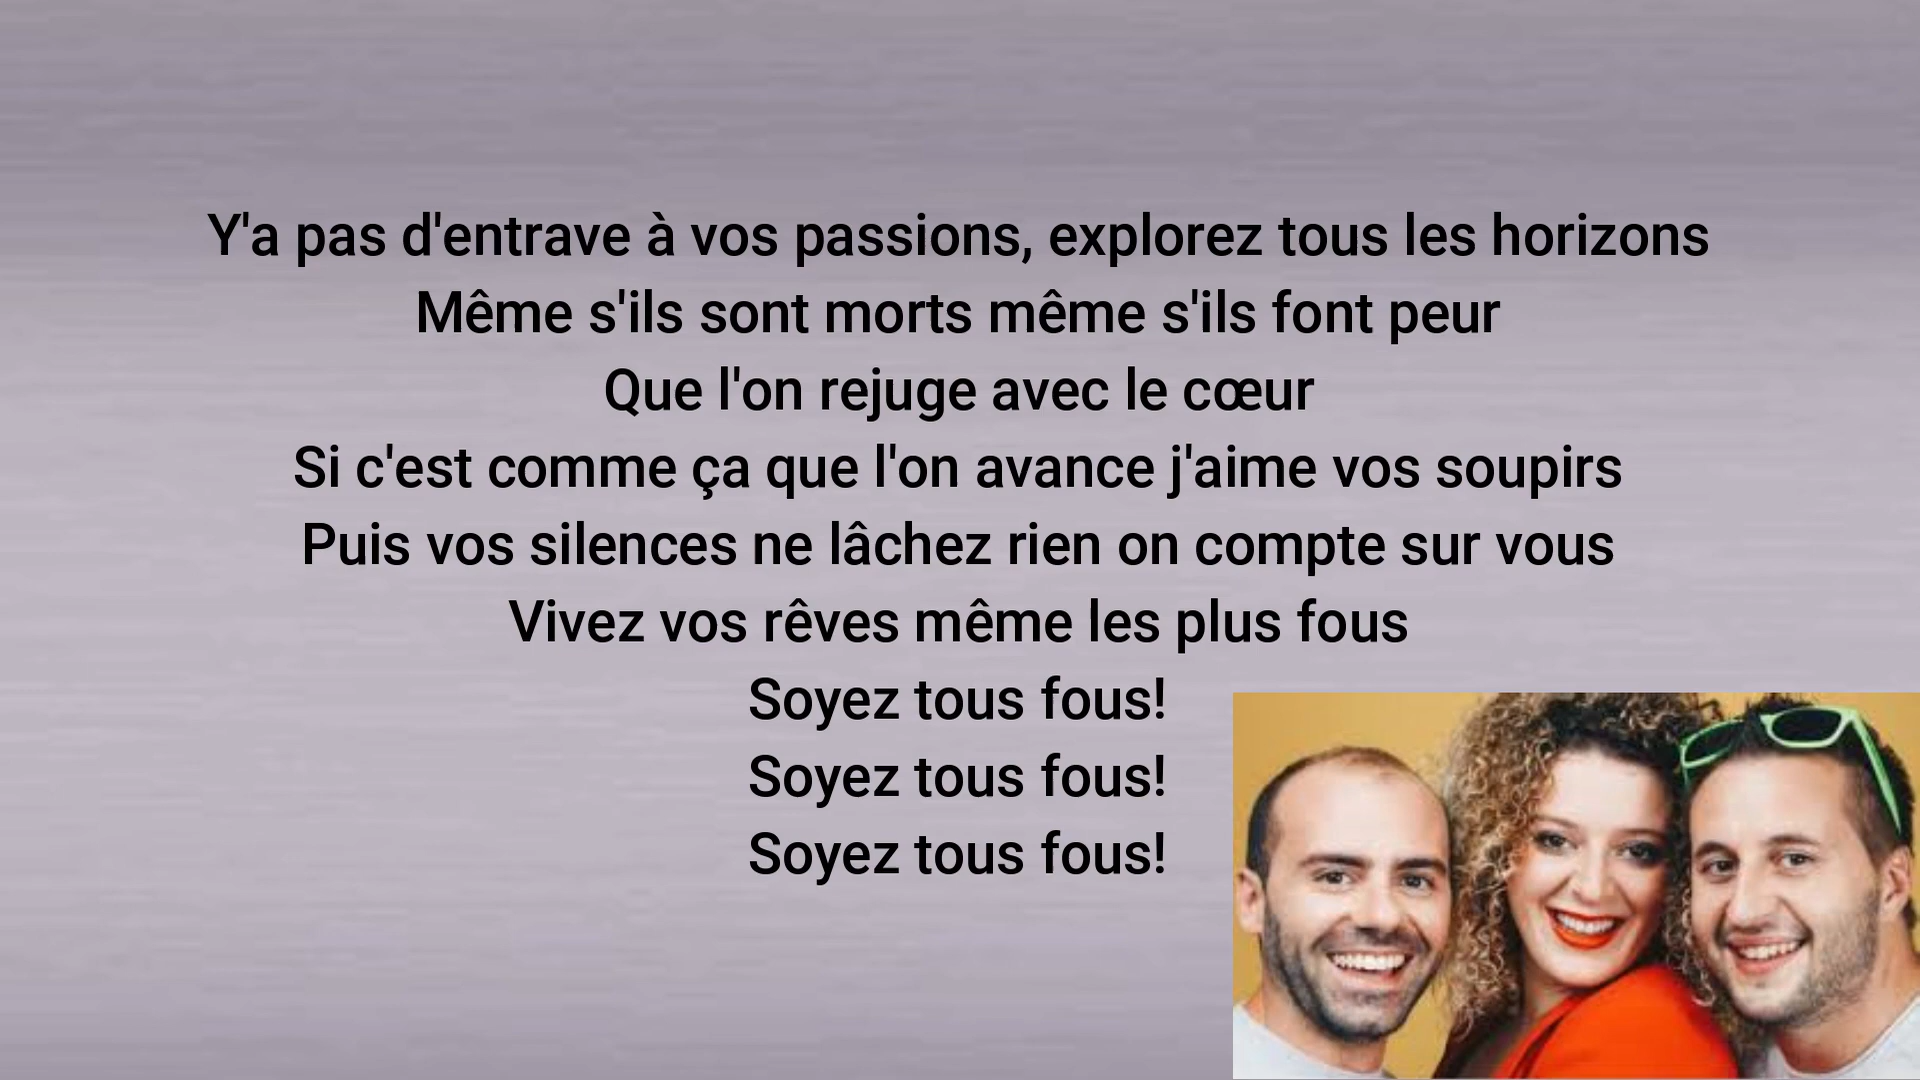 Y'a pas d'entrave à vos passions, explorez tous les horizons
Même s'ils sont morts même s'ils font peur
Que l'on rejuge avec le cœur
Si c'est comme ça que l'on avance j'aime vos soupirs
Puis vos silences ne lâchez rien on compte sur vous
Vivez vos rêves même les plus fous
Soyez tous fous!
Soyez tous fous!
Soyez tous fous!